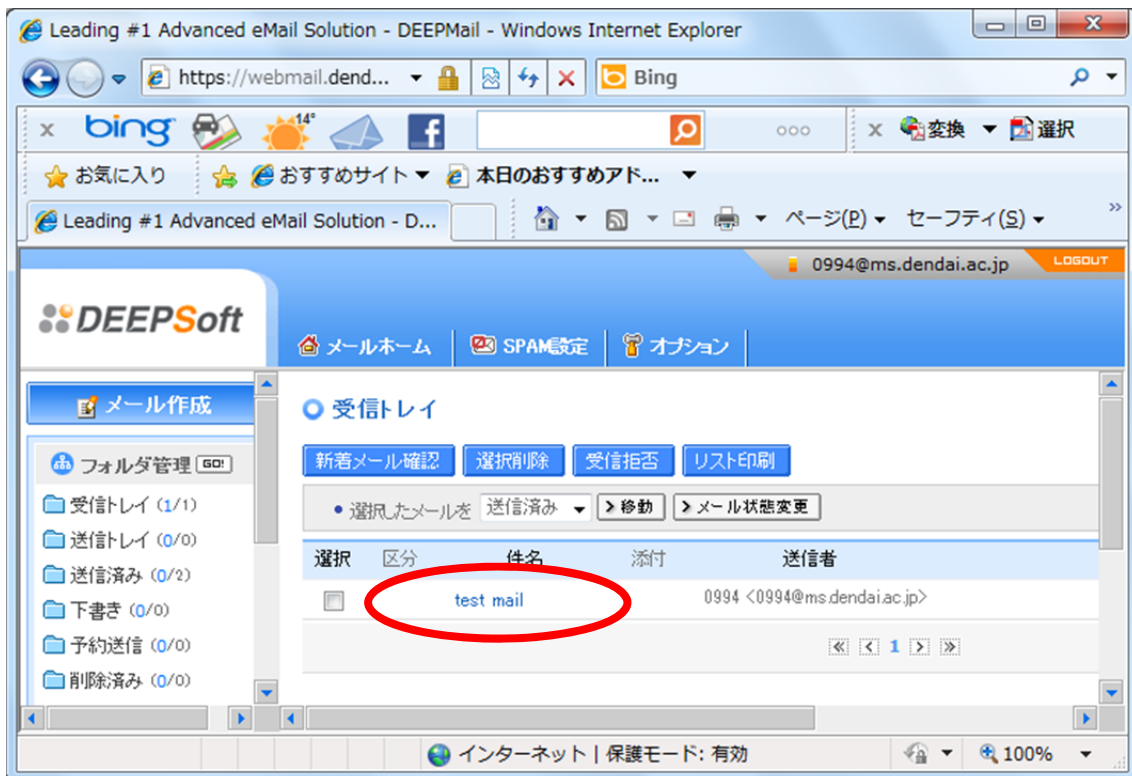 Leading #1 Advanced eMail Solution - DEEPMail - Windows Internet Explorer
https://webmail.dend... Bing
x bing 14° x 変換 選択
お気に入り おすすめサイト 本日のおすすめアド...
Leading #1 Advanced eMail Solution - D... ページ(P) セーフティ(S) »
0994@ms.dendai.ac.jp LOGOUT
DEEPSoft
メールホーム SPAM設定 オプション
メール作成
フォルダ管理 GO!
受信トレイ (1/1)
送信トレイ (0/0)
送信済み (0/2)
下書き (0/0)
予約送信 (0/0)
削除済み (0/0)
受信トレイ
新着メール確認 選択削除 受信拒否 リスト印刷
• 選択したメールを 送信済み 移動 メール状態変更
選択 区分 件名 添付 送信者
test mail 0994 <0994@ms.dendai.ac.jp>
1
インターネット | 保護モード: 有効 100%